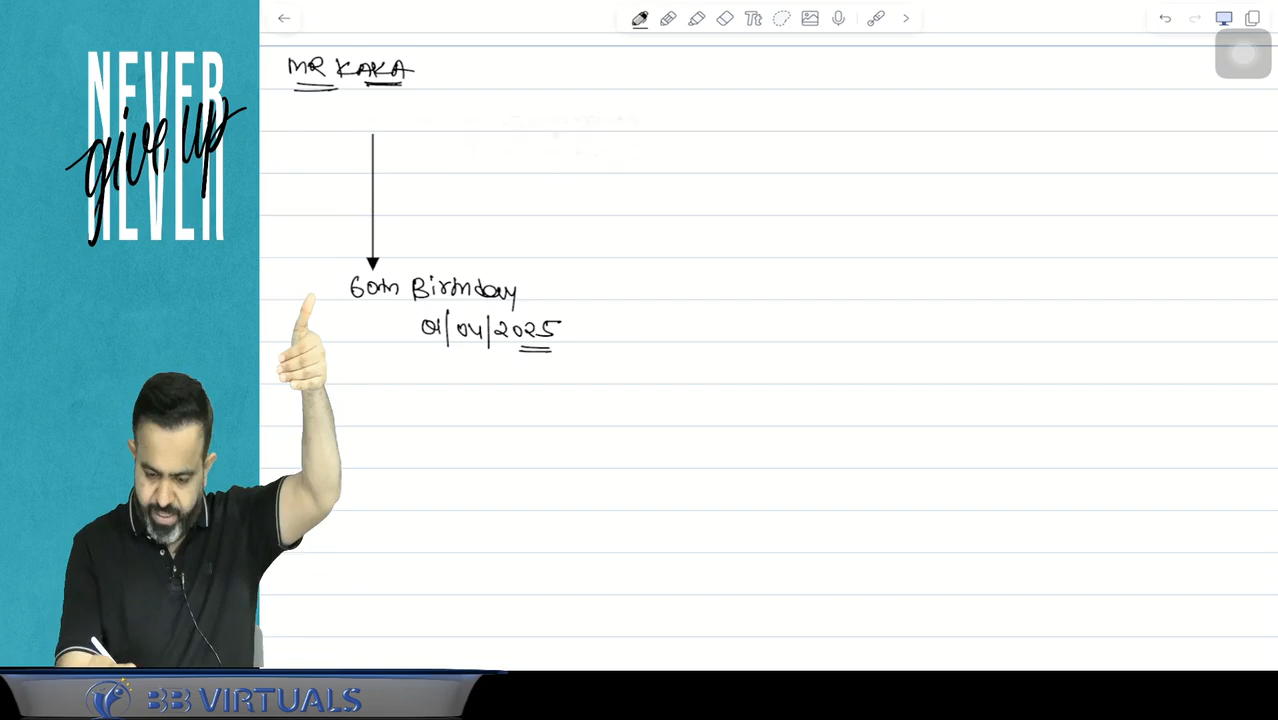 NEVER
give up
NEVER
MR KAKA
60th Birthday
01/04/2025
BB VIRTUALS